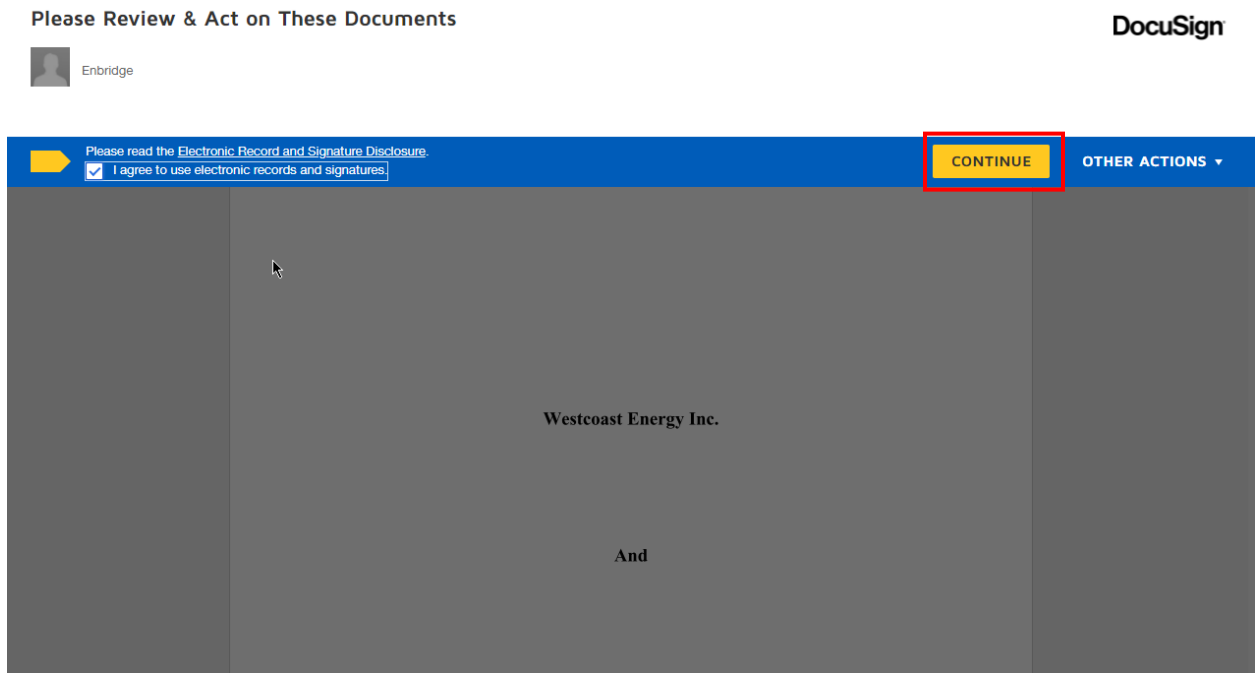 Please Review & Act on These Documents
DocuSign
Enbridge
Please read the Electronic Record and Signature Disclosure.
I agree to use electronic records and signatures.
CONTINUE
OTHER ACTIONS
Westcoast Energy Inc.
And